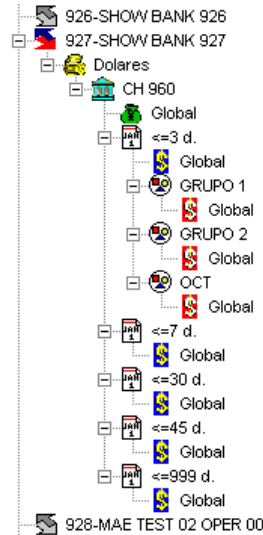 926-SHOW BANK 926
927-SHOW BANK 927
Dolares
CH 960
Global
<=3 d.
Global
GRUPO 1
Global
GRUPO 2
Global
OCT
Global
<=7 d.
Global
<=30 d.
Global
<=45 d.
Global
<=999 d.
Global
928-MAE TEST 02 OPER 00